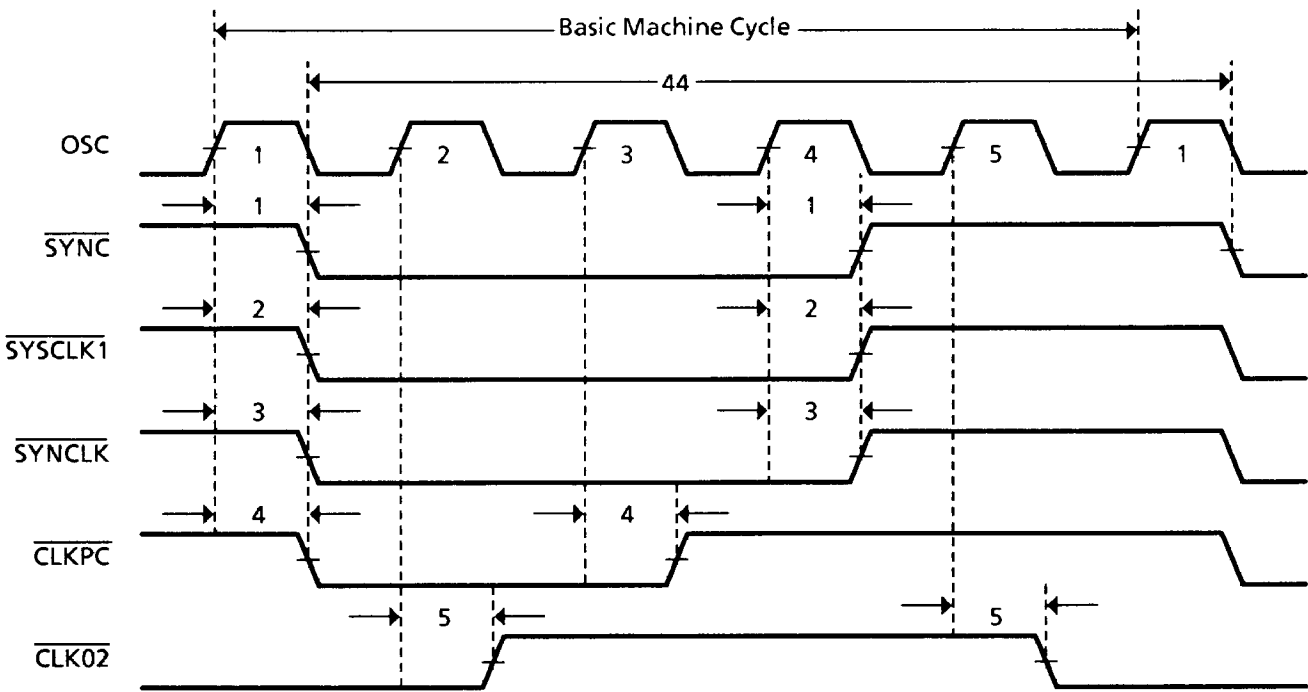 Basic Machine Cycle
44
OSC 1 2 3 4 5 1
1 1
SYNC
2 2
SYSCLK1
3 3
SYNCLK
4 4
CLKPC
5 5
CLK02